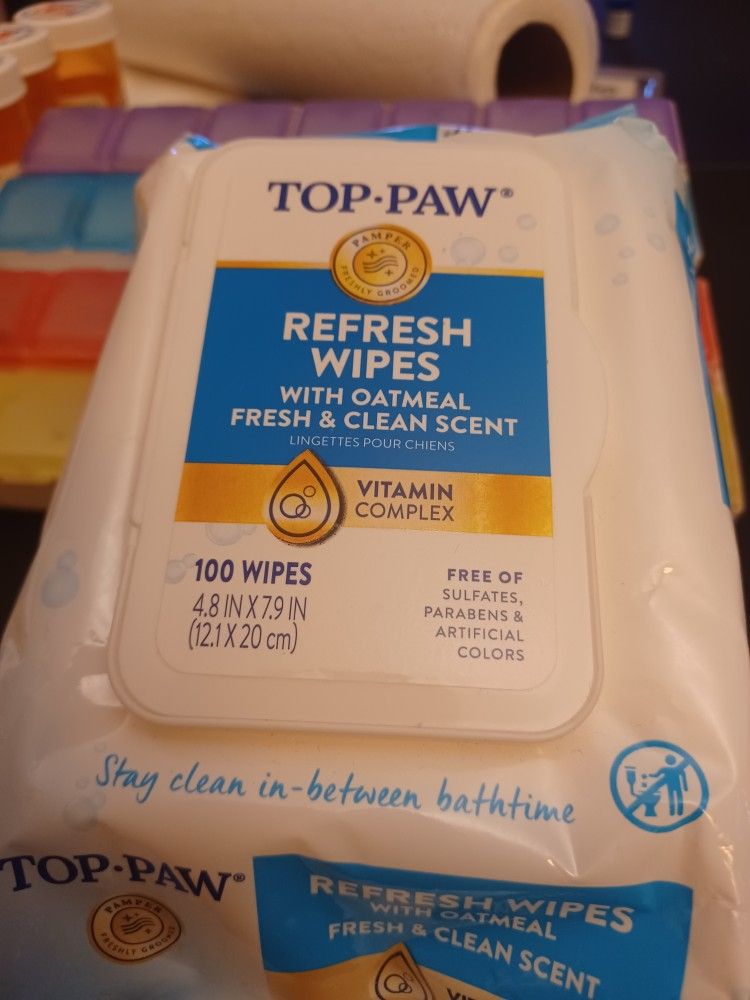 TOP·PAW®
PAMPER
FRESHLY GROOMED
REFRESH
WIPES
WITH OATMEAL
FRESH & CLEAN SCENT
LINGETTES POUR CHIENS
VITAMIN
COMPLEX
100 WIPES
4.8 IN X 7.9 IN
(12.1 X 20 cm)
FREE OF
SULFATES,
PARABENS &
ARTIFICIAL
COLORS
Stay clean in-between bathtime
TOP·PAW®
PAMPER
FRESHLY GROOMED
REFRESH WIPES
WITH OATMEAL
FRESH & CLEAN SCENT